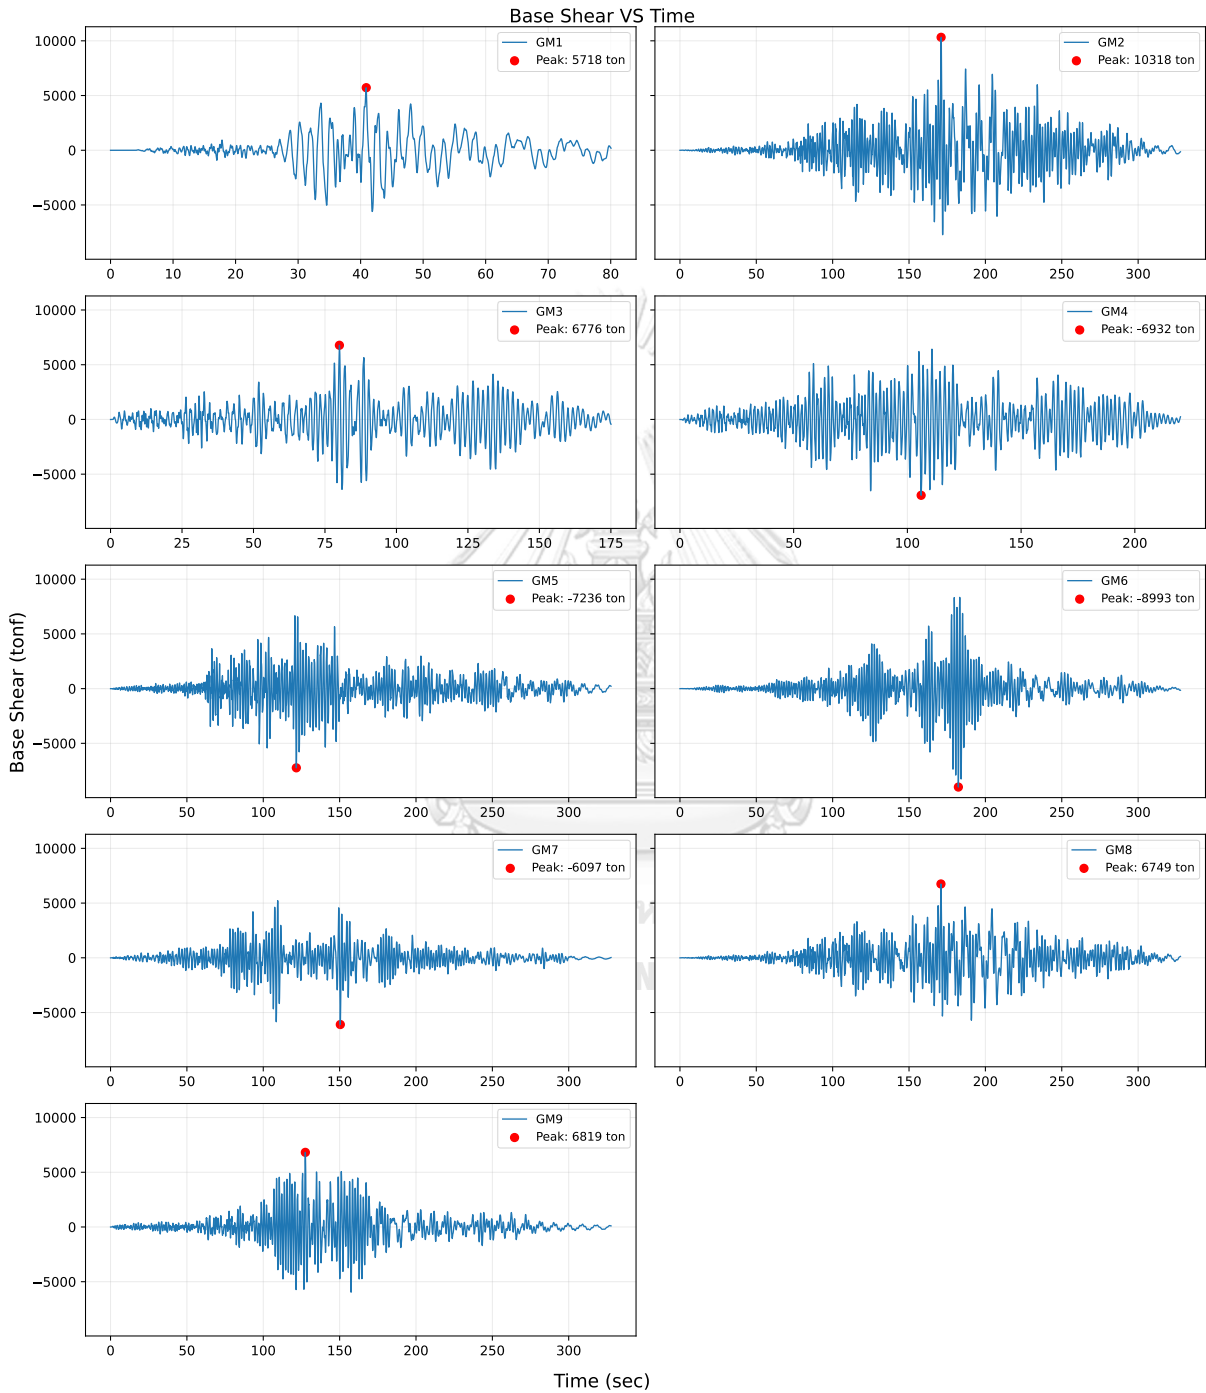 Base Shear VS Time
GM1
Peak: 5718 ton
10000
5000
0
−5000
0 10 20 30 40 50 60 70 80
GM2
Peak: 10318 ton
0 50 100 150 200 250 300
GM3
Peak: 6776 ton
10000
5000
0
−5000
0 25 50 75 100 125 150 175
GM4
Peak: -6932 ton
0 50 100 150 200
GM5
Peak: -7236 ton
10000
5000
0
−5000
0 50 100 150 200 250 300
GM6
Peak: -8993 ton
0 50 100 150 200 250 300
Base Shear (tonf)
GM7
Peak: -6097 ton
10000
5000
0
−5000
0 50 100 150 200 250 300
GM8
Peak: 6749 ton
0 50 100 150 200 250 300
GM9
Peak: 6819 ton
10000
5000
0
−5000
0 50 100 150 200 250 300
Time (sec)